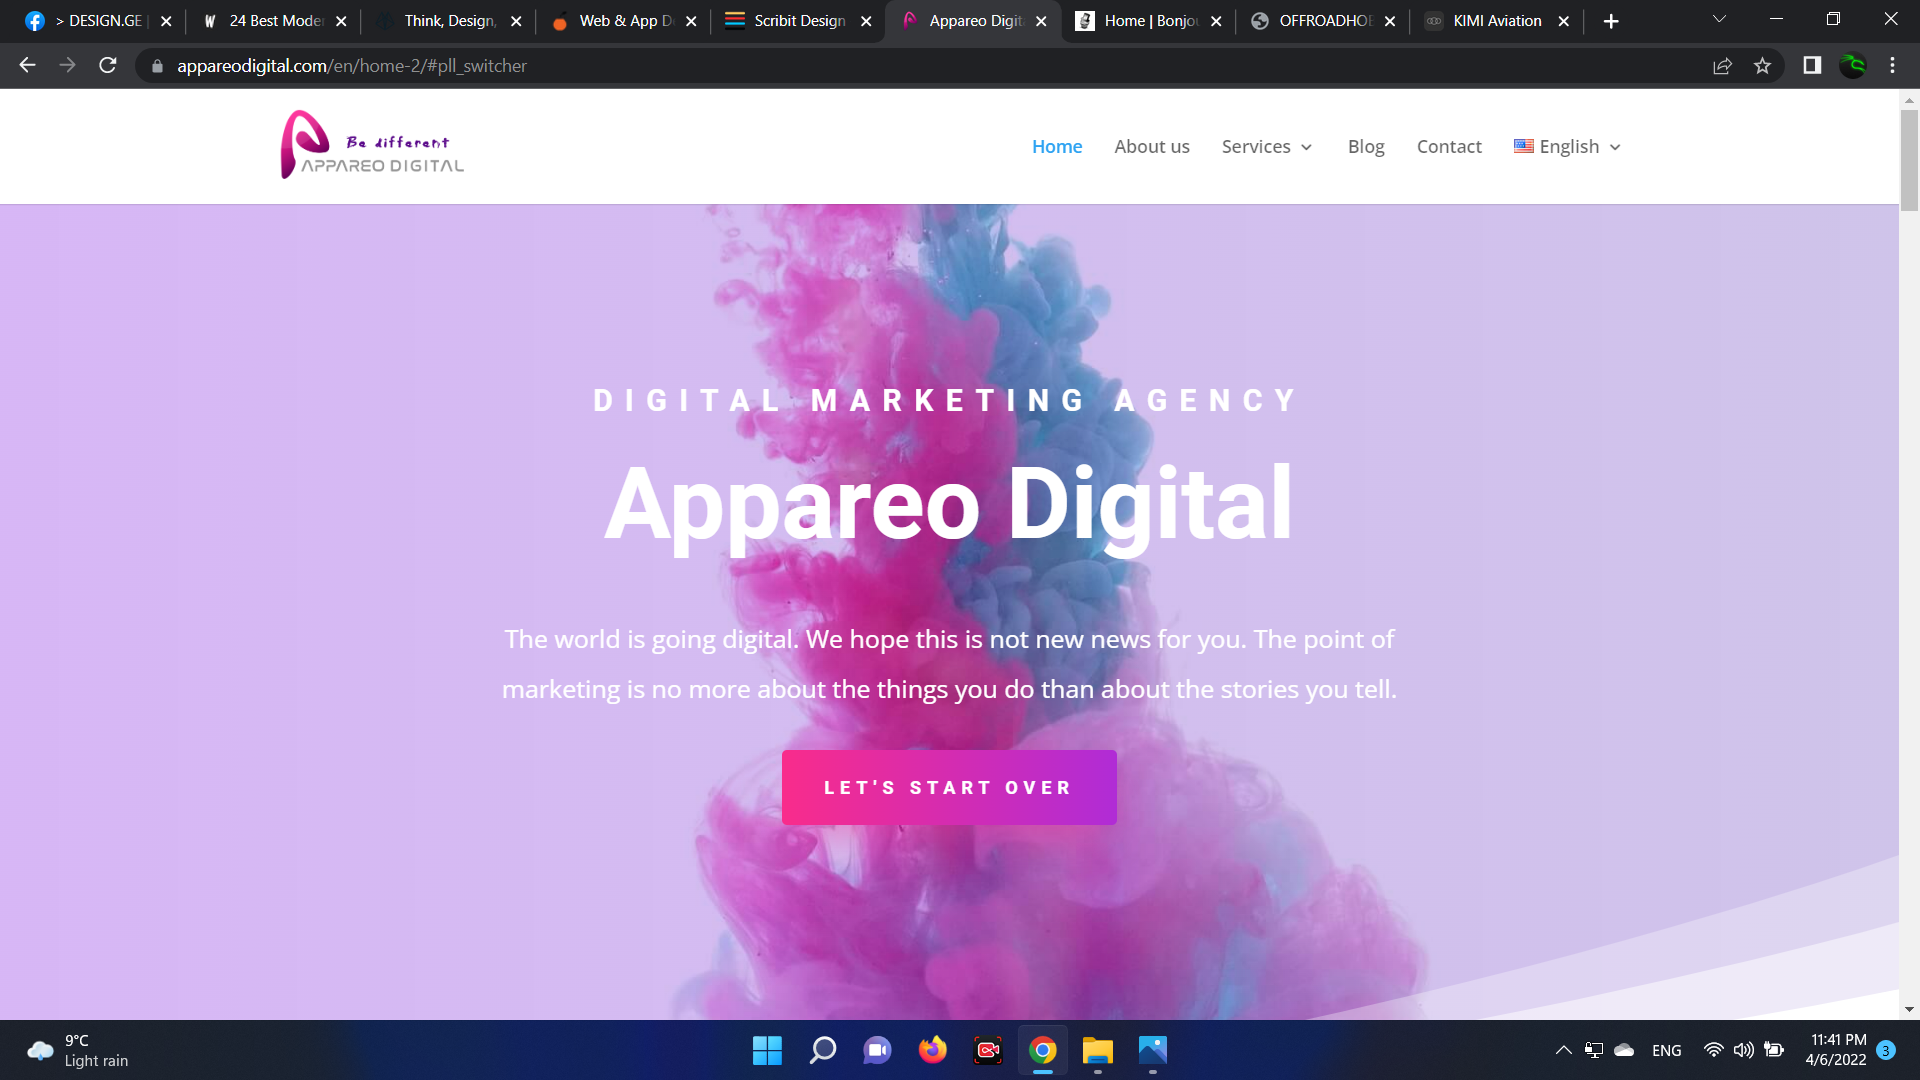 > DESIGN.GE
24 Best Moder
Think, Design,
Web & App D
Scribit Design
Appareo Digit
Home | Bonjou
OFFROADHOB
KIMI Aviation
appareodigital.com/en/home-2/#pll_switcher
Be different
APPAREO DIGITAL
Home
About us
Services
Blog
Contact
English
DIGITAL MARKETING AGENCY
Appareo Digital
The world is going digital. We hope this is not new news for you. The point of
marketing is no more about the things you do than about the stories you tell.
LET'S START OVER
9°C
Light rain
ENG
11:41 PM
4/6/2022
3